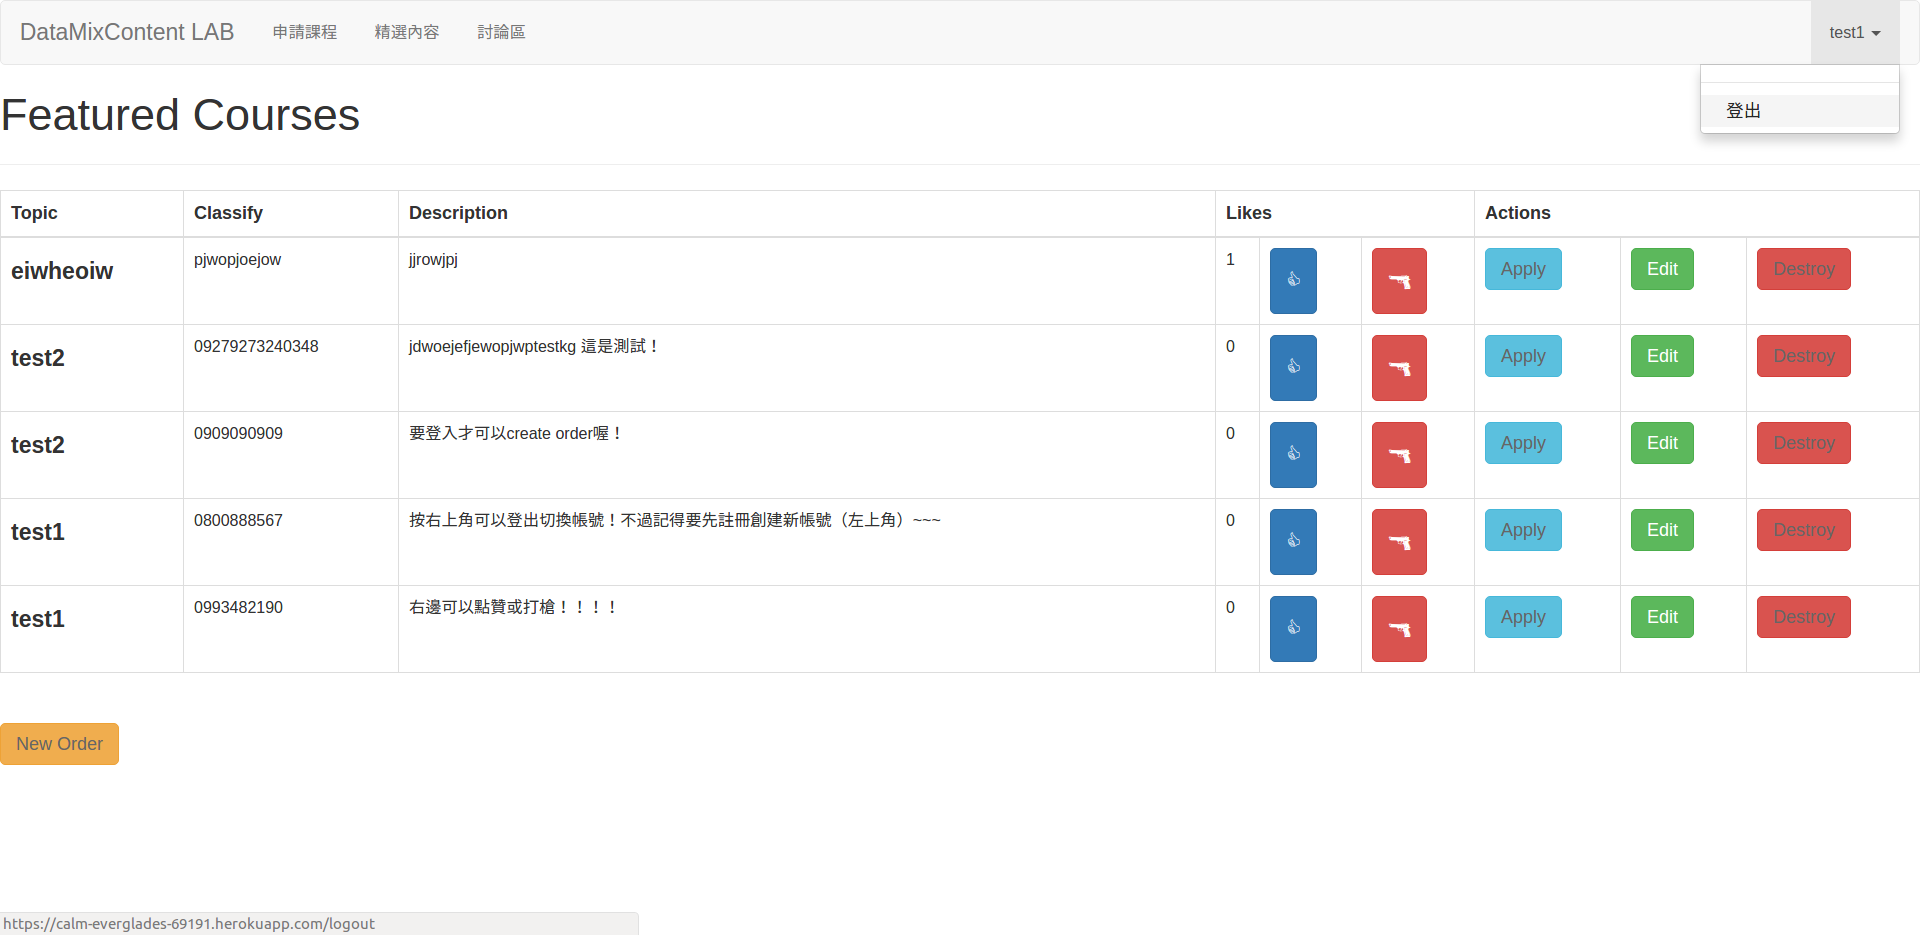 DataMixContent LAB 申請課程 精選內容 討論區 test1
登出
Featured Courses
Topic Classify Description Likes Actions
eiwheoiw pjwopjoejow jjrowjpj 1 Apply Edit Destroy
test2 09279273240348 jdwoejefjewopjwptestkg 這是測試！ 0 Apply Edit Destroy
test2 0909090909 要登入才可以create order喔！ 0 Apply Edit Destroy
test1 0800888567 按右上角可以登出切換帳號！不過記得要先註冊創建新帳號（左上角）~~~ 0 Apply Edit Destroy
test1 0993482190 右邊可以點贊或打槍！！！！ 0 Apply Edit Destroy
New Order
https://calm-everglades-69191.herokuapp.com/logout